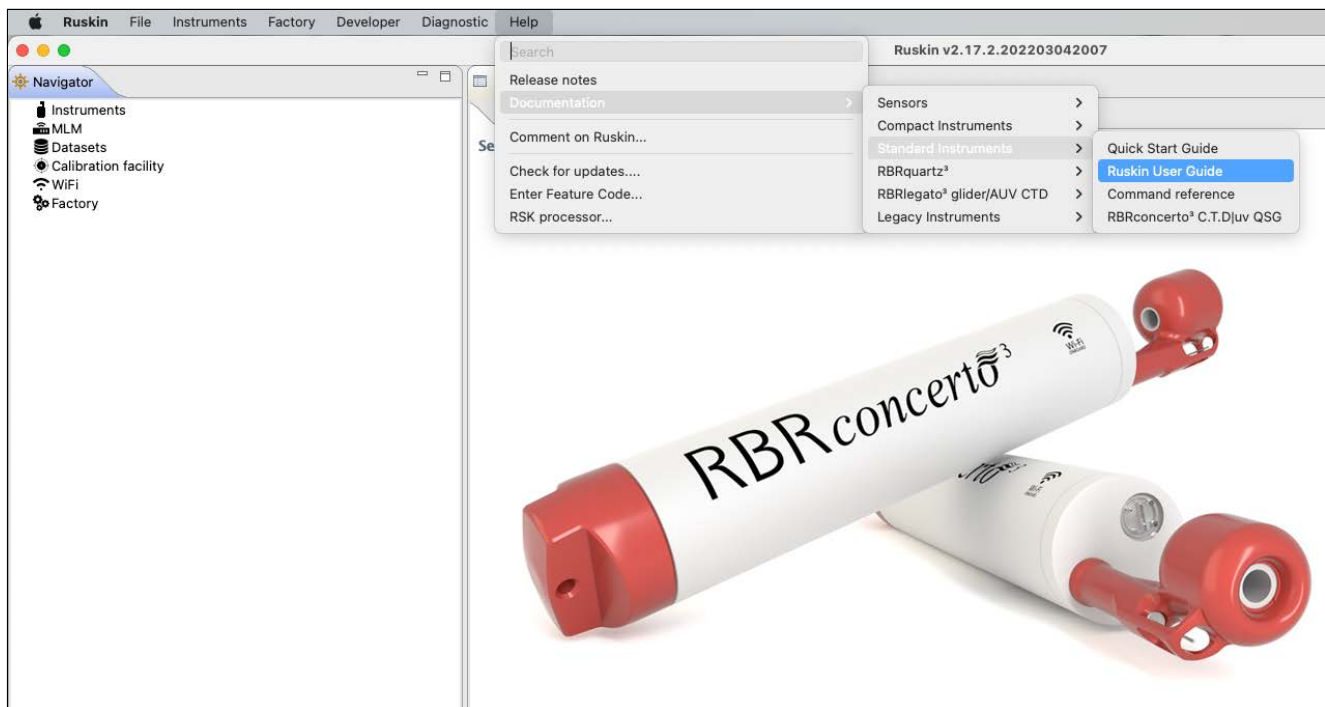 Ruskin File Instruments Factory Developer Diagnostic Help
Ruskin v2.17.2.202203042007
Navigator
Instruments
MLM
Datasets
Calibration facility
WiFi
Factory
Search
Release notes
Documentation
Comment on Ruskin...
Check for updates....
Enter Feature Code...
RSK processor...
Se
Sensors
Compact Instruments
Standard Instruments
RBRquartz³
RBRlegato³ glider/AUV CTD
Legacy Instruments
Quick Start Guide
Ruskin User Guide
Command reference
RBRconcerto³ C.T.D|uv QSG
RBRconcerto³
Wi-Fi